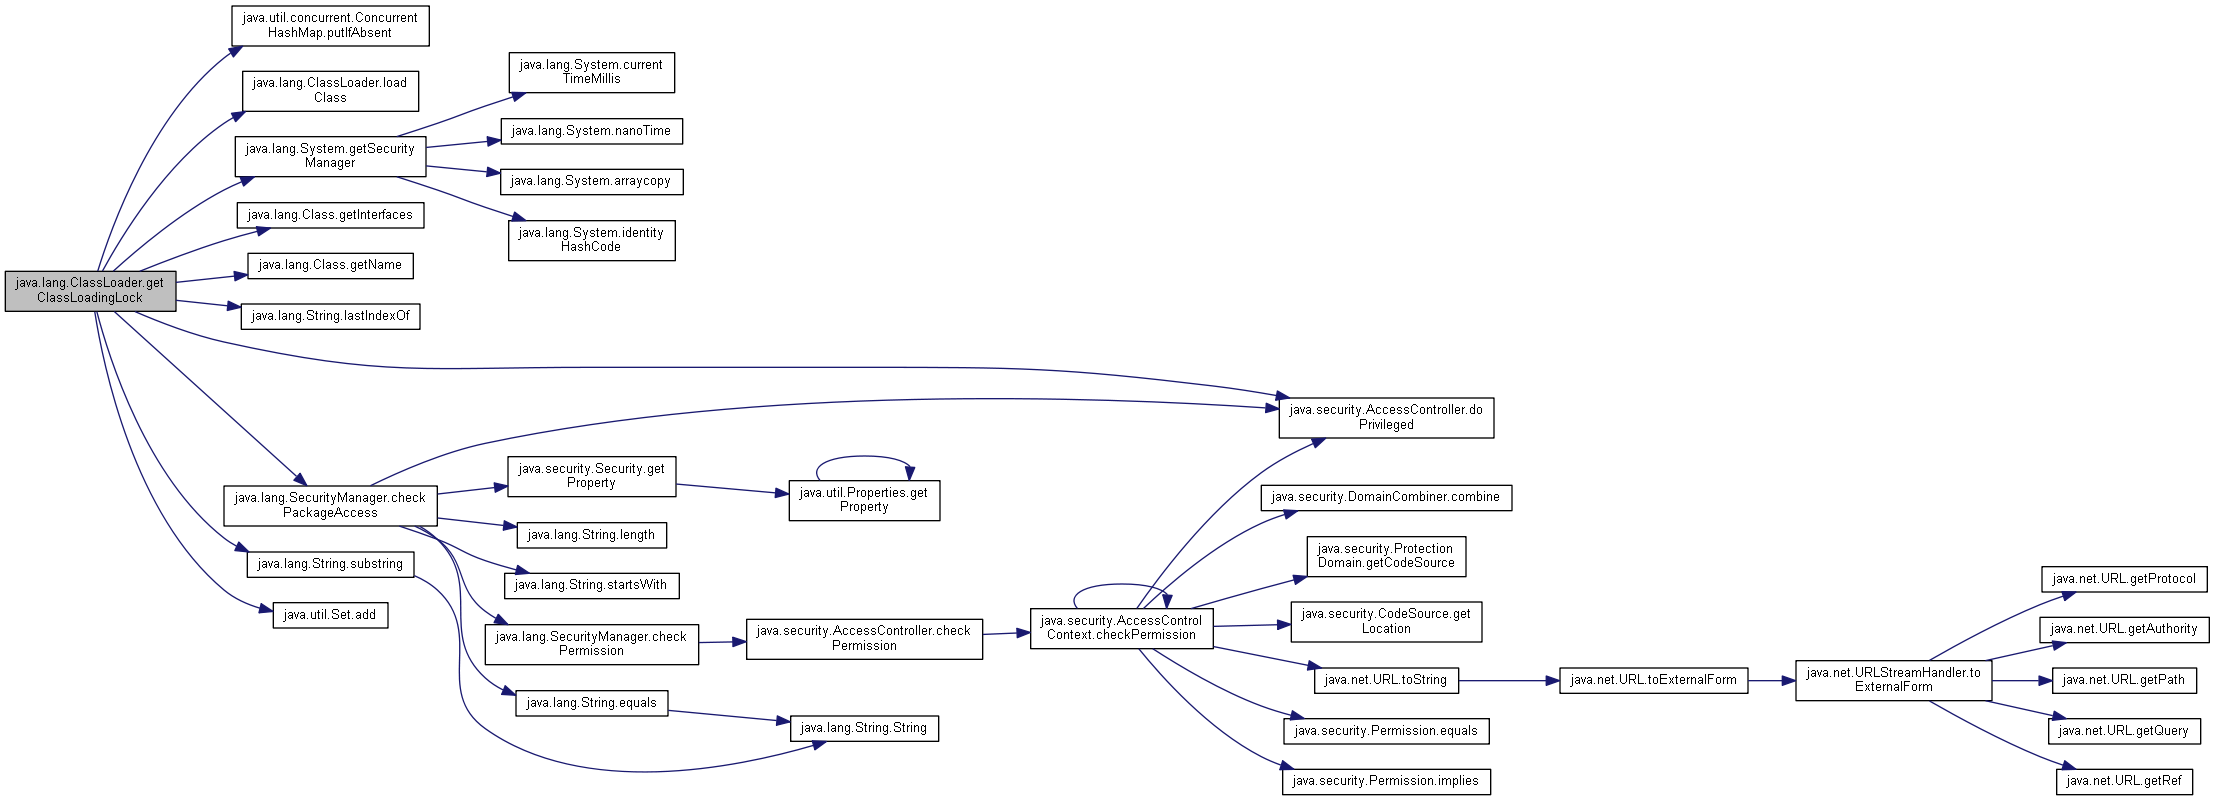 java.util.concurrent.Concurrent
HashMap.putIfAbsent
java.lang.ClassLoader.load
Class
java.lang.System.getSecurity
Manager
java.lang.Class.getInterfaces
java.lang.Class.getName
java.lang.String.lastIndexOf
java.lang.ClassLoader.get
ClassLoadingLock
java.lang.SecurityManager.check
PackageAccess
java.lang.String.substring
java.util.Set.add
java.lang.System.current
TimeMillis
java.lang.System.nanoTime
java.lang.System.arraycopy
java.lang.System.identity
HashCode
java.security.Security.get
Property
java.lang.String.length
java.lang.String.startsWith
java.lang.SecurityManager.check
Permission
java.lang.String.equals
java.util.Properties.get
Property
java.security.AccessController.check
Permission
java.lang.String.String
java.security.AccessControl
Context.checkPermission
java.security.AccessController.do
Privileged
java.security.DomainCombiner.combine
java.security.Protection
Domain.getCodeSource
java.security.CodeSource.get
Location
java.net.URL.toString
java.security.Permission.equals
java.security.Permission.implies
java.net.URL.toExternalForm
java.net.URLStreamHandler.to
ExternalForm
java.net.URL.getProtocol
java.net.URL.getAuthority
java.net.URL.getPath
java.net.URL.getQuery
java.net.URL.getRef